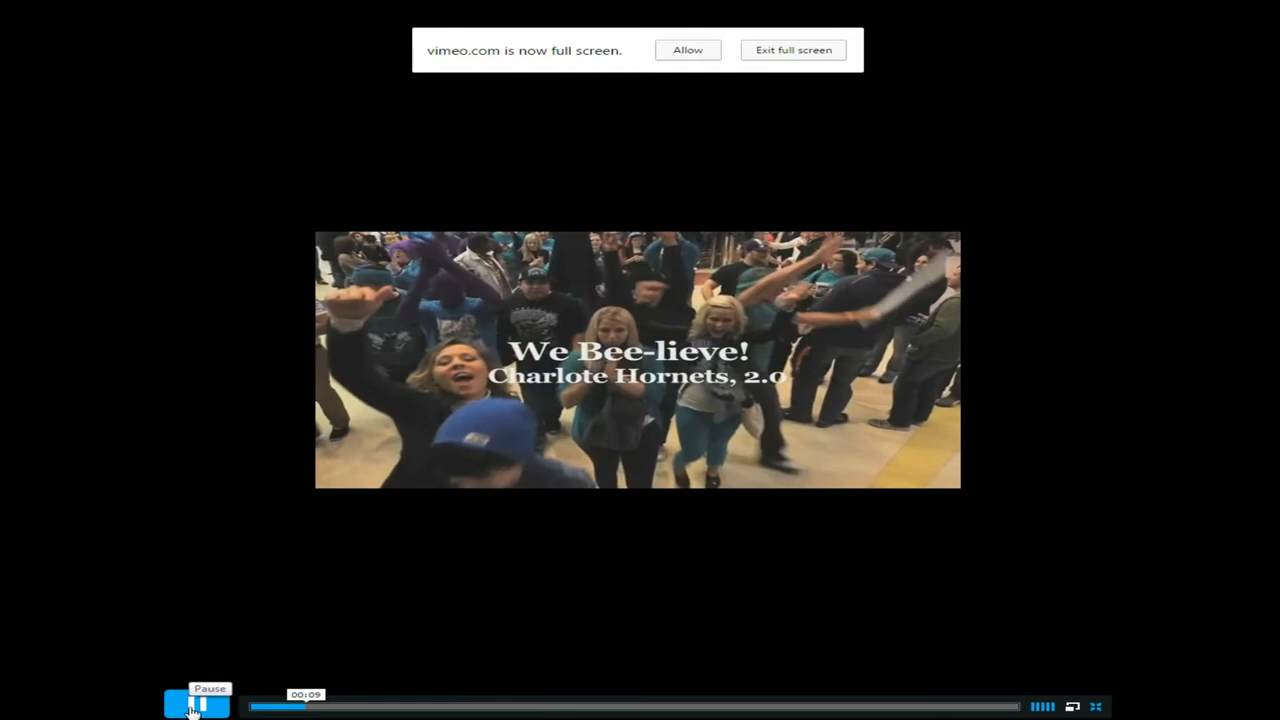 vimeo.com is now full screen.
Allow
Exit full screen
We Bee-lieve!
Charlote Hornets, 2.0
Pause
00:09